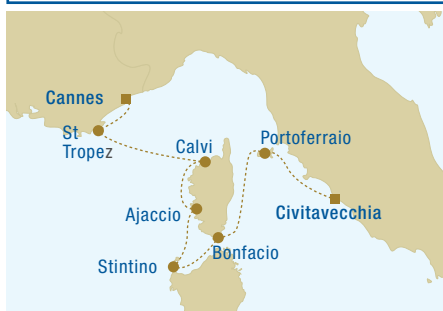 Cannes
St
Tropez
Calvi
Portoferraio
Ajaccio
Civitavecchia
Bonfacio
Stintino